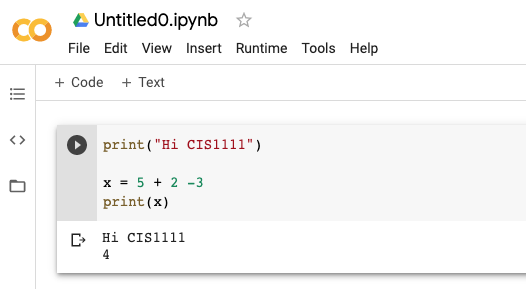 Untitled0.ipynb
File Edit View Insert Runtime Tools Help
+ Code + Text
print("Hi CIS1111")
x = 5 + 2 -3
print(x)
Hi CIS1111
4